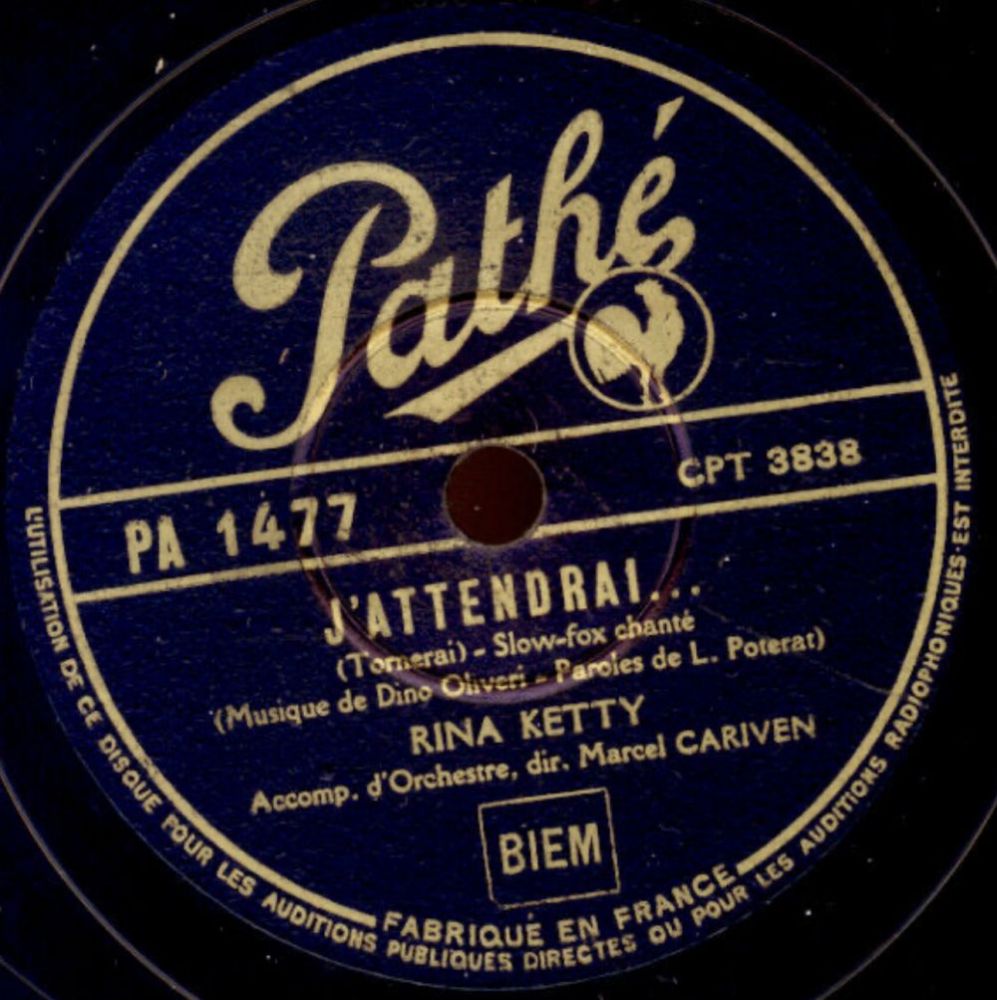 Pathé
PA 1477
CPT 3838
J'ATTENDRAI...
(Tornerai) - Slow-fox chanté
(Musique de Dino Oliveri - Paroles de L. Poterat)
RINA KETTY
Accomp. d'Orchestre, dir. Marcel CARIVEN
BIEM
FABRIQUÉ EN FRANCE
L'UTILISATION DE CE DISQUE POUR LES AUDITIONS PUBLIQUES DIRECTES OU POUR LES AUDITIONS RADIOPHONIQUES·EST INTERDITE